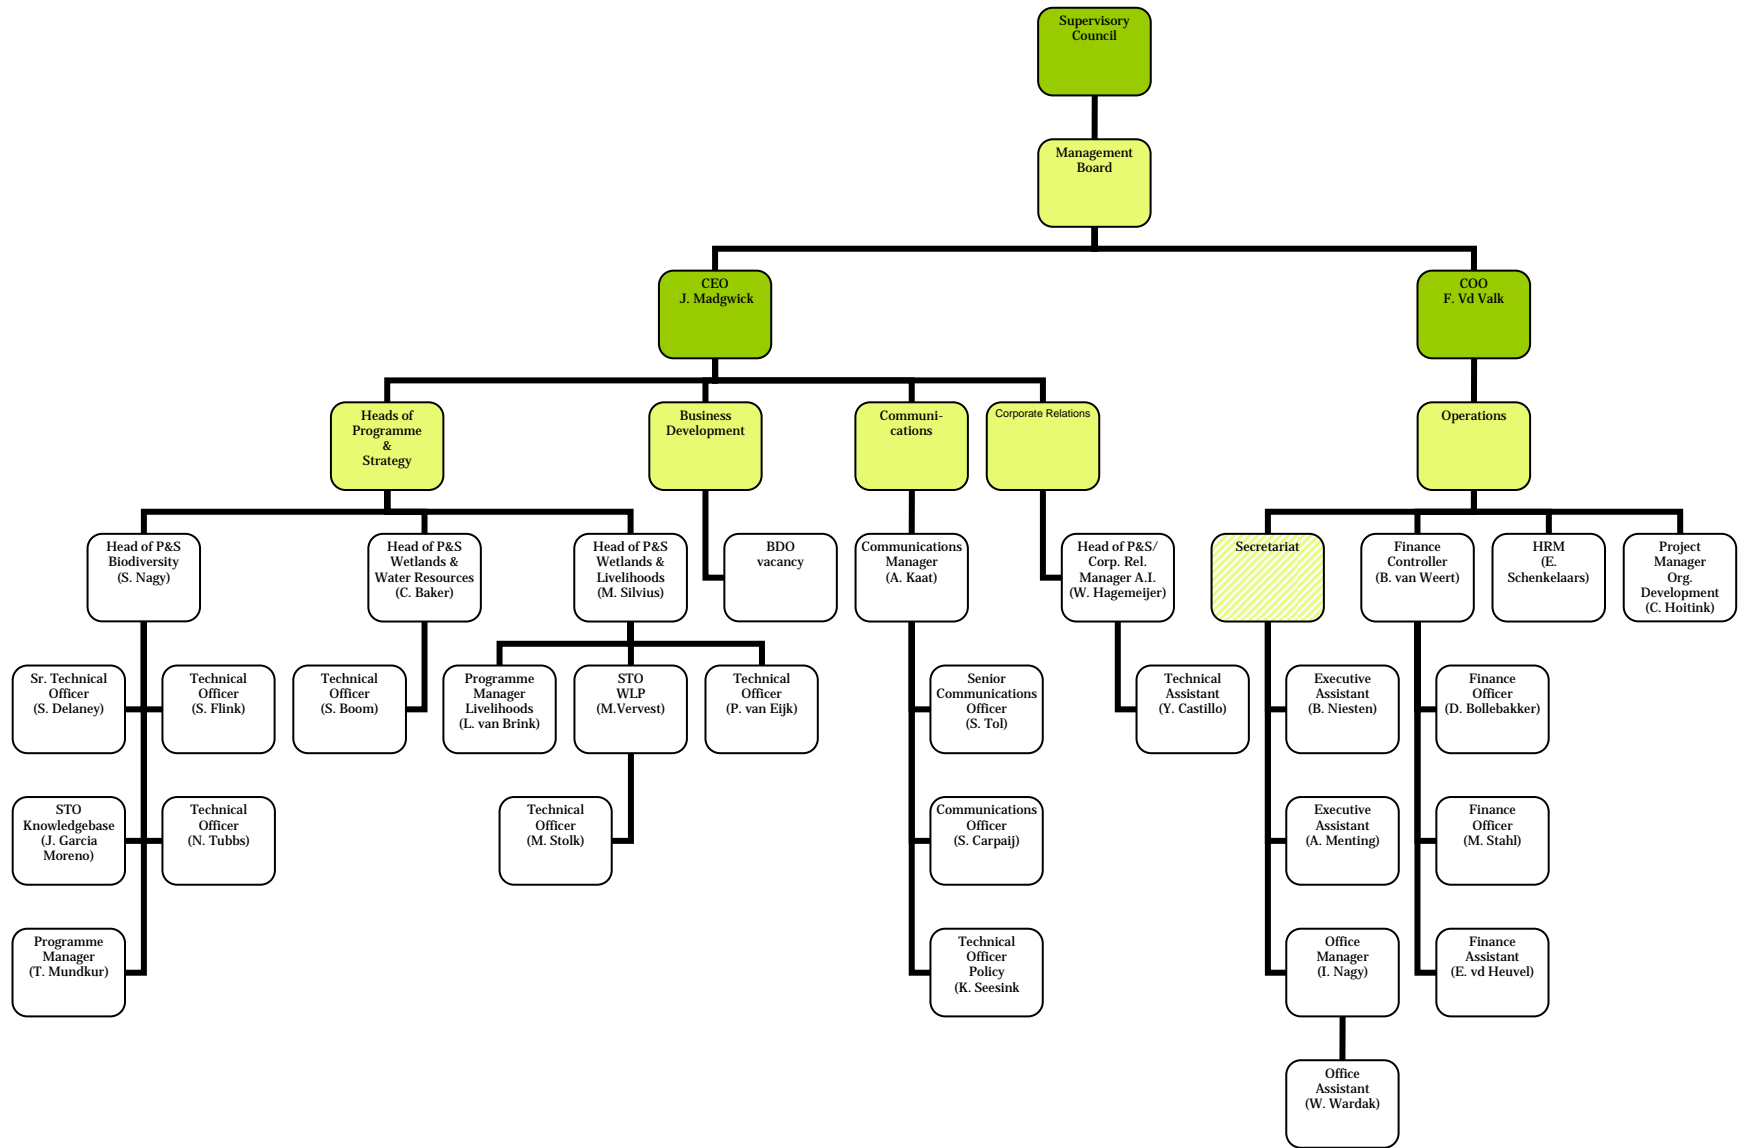 Supervisory
Council
Management
Board
CEO
J. Madgwick
COO
F. Vd Valk
Heads of
Programme
&
Strategy
Business
Development
Communi-
cations
Corporate Relations
Operations
Head of P&S
Biodiversity
(S. Nagy)
Head of P&S
Wetlands &
Water Resources
(C. Baker)
Head of P&S
Wetlands &
Livelihoods
(M. Silvius)
BDO
vacancy
Communications
Manager
(A. Kaat)
Head of P&S/
Corp. Rel.
Manager A.I.
(W. Hagemeijer)
Secretariat
Finance
Controller
(B. van Weert)
HRM
(E.
Schenkelaars)
Project
Manager
Org.
Development
(C. Hoitink)
Sr. Technical
Officer
(S. Delaney)
Technical
Officer
(S. Flink)
Technical
Officer
(S. Boom)
Programme
Manager
Livelihoods
(L. van Brink)
STO
WLP
(M.Vervest)
Technical
Officer
(P. van Eijk)
Senior
Communications
Officer
(S. Tol)
Technical
Assistant
(Y. Castillo)
Executive
Assistant
(B. Niesten)
Finance
Officer
(D. Bollebakker)
STO
Knowledgebase
(J. Garcia
Moreno)
Technical
Officer
(N. Tubbs)
Technical
Officer
(M. Stolk)
Communications
Officer
(S. Carpaij)
Executive
Assistant
(A. Menting)
Finance
Officer
(M. Stahl)
Programme
Manager
(T. Mundkur)
Technical
Officer
Policy
(K. Seesink
Office
Manager
(I. Nagy)
Finance
Assistant
(E. vd Heuvel)
Office
Assistant
(W. Wardak)